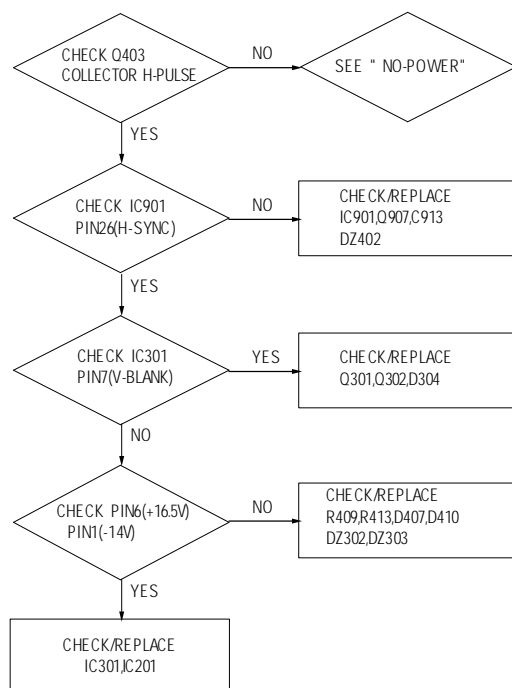 CHECK Q403
COLLECTOR H-PULSE
NO
SEE " NO-POWER"
YES
CHECK IC901
PIN26(H-SYNC)
NO
CHECK/REPLACE
IC901,Q907,C913
DZ402
YES
CHECK IC301
PIN7(V-BLANK)
YES
CHECK/REPLACE
Q301,Q302,D304
NO
CHECK PIN6(+16.5V)
PIN1(-14V)
NO
CHECK/REPLACE
R409,R413,D407,D410
DZ302,DZ303
YES
CHECK/REPLACE
IC301,IC201